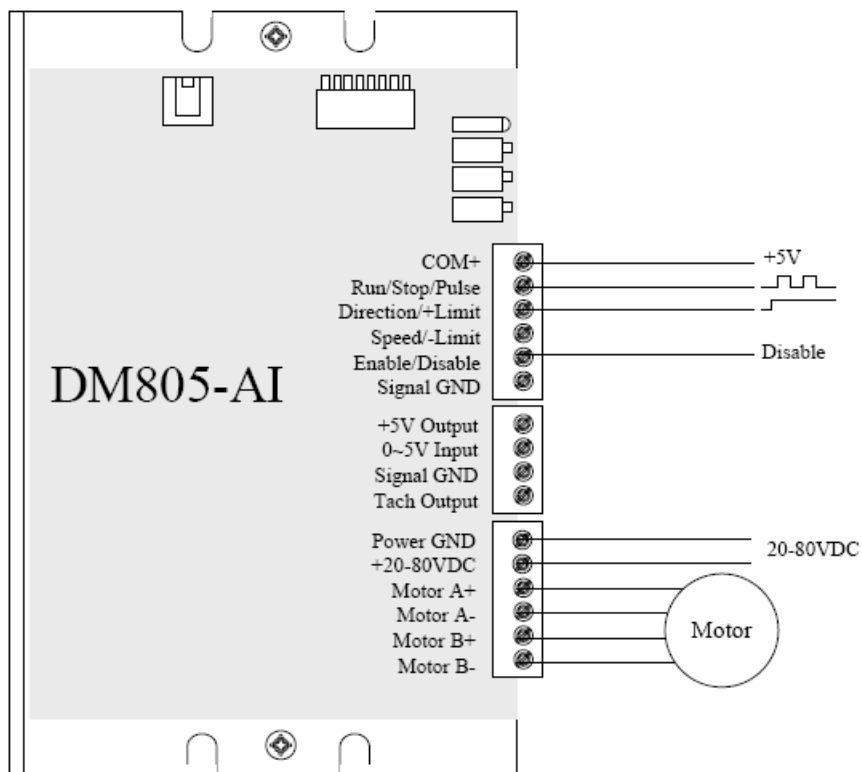 COM+
+5V
Run/Stop/Pulse
Direction/+Limit
Speed/-Limit
Enable/Disable
Disable
Signal GND
DM805-AI
+5V Output
0~5V Input
Signal GND
Tach Output
Power GND
20-80VDC
+20-80VDC
Motor A+
Motor A-
Motor B+
Motor B-
Motor